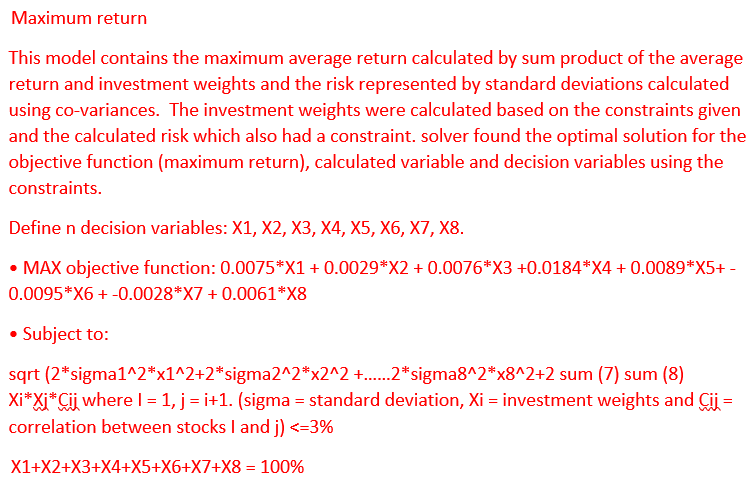 Maximum return
This model contains the maximum average return calculated by sum product of the average
return and investment weights and the risk represented by standard deviations calculated
using co-variances.  The investment weights were calculated based on the constraints given
and the calculated risk which also had a constraint. solver found the optimal solution for the
objective function (maximum return), calculated variable and decision variables using the
constraints.
Define n decision variables: X1, X2, X3, X4, X5, X6, X7, X8.
• MAX objective function: 0.0075*X1 + 0.0029*X2 + 0.0076*X3 +0.0184*X4 + 0.0089*X5+ -
0.0095*X6 + -0.0028*X7 + 0.0061*X8
• Subject to:
sqrt (2*sigma1^2*x1^2+2*sigma2^2*x2^2 +......2*sigma8^2*x8^2+2 sum (7) sum (8)
Xi*Xj*Cij where I = 1, j = i+1. (sigma = standard deviation, Xi = investment weights and Cij =
correlation between stocks I and j) <=3%
X1+X2+X3+X4+X5+X6+X7+X8 = 100%